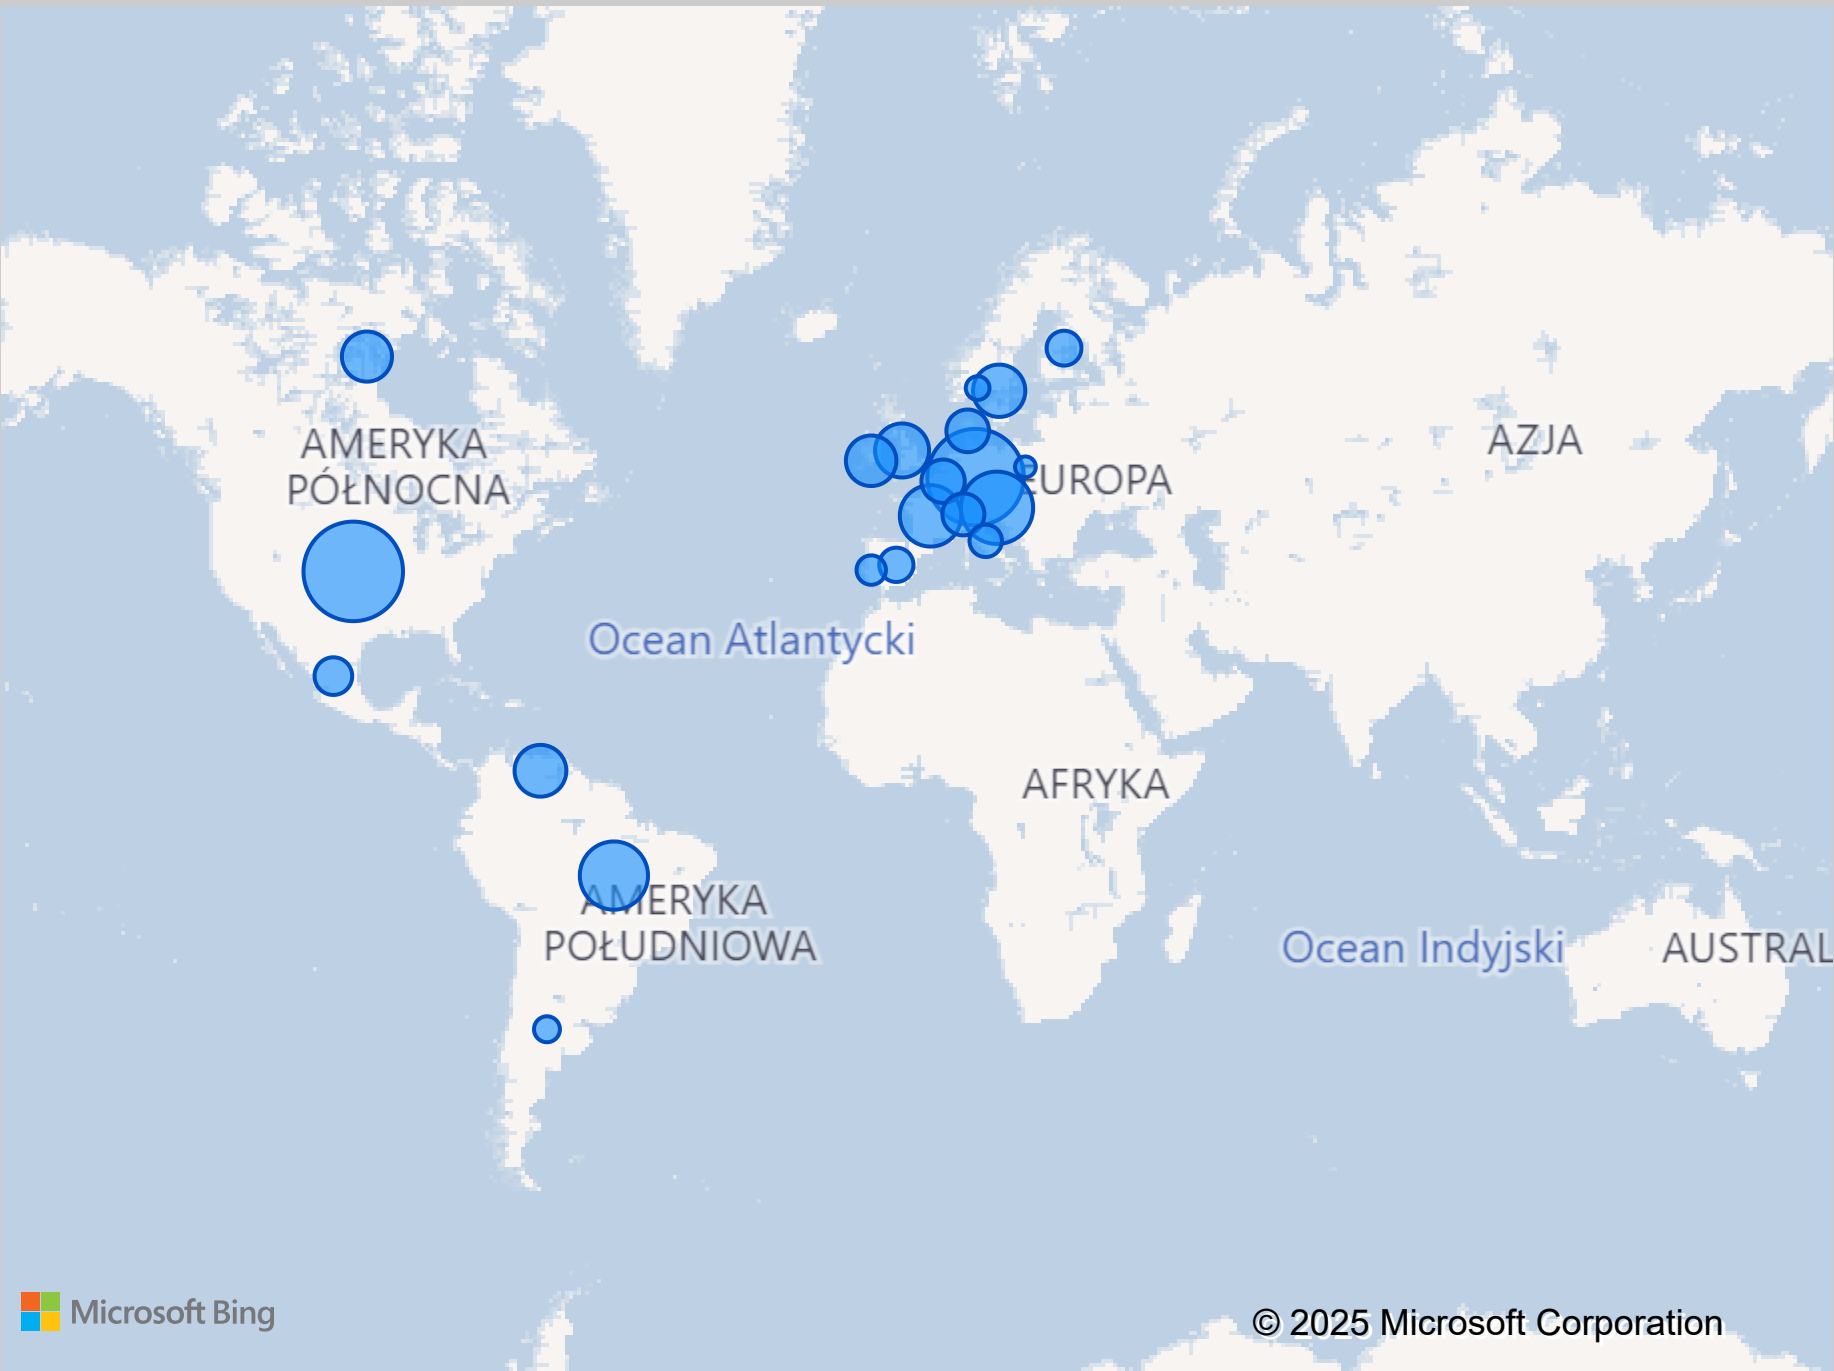 AMERYKA
PÓŁNOCNA
AZJA
EUROPA
Ocean Atlantycki
AFRYKA
AMERYKA
POŁUDNIOWA
Ocean Indyjski
AUSTRAL
Microsoft Bing
© 2025 Microsoft Corporation